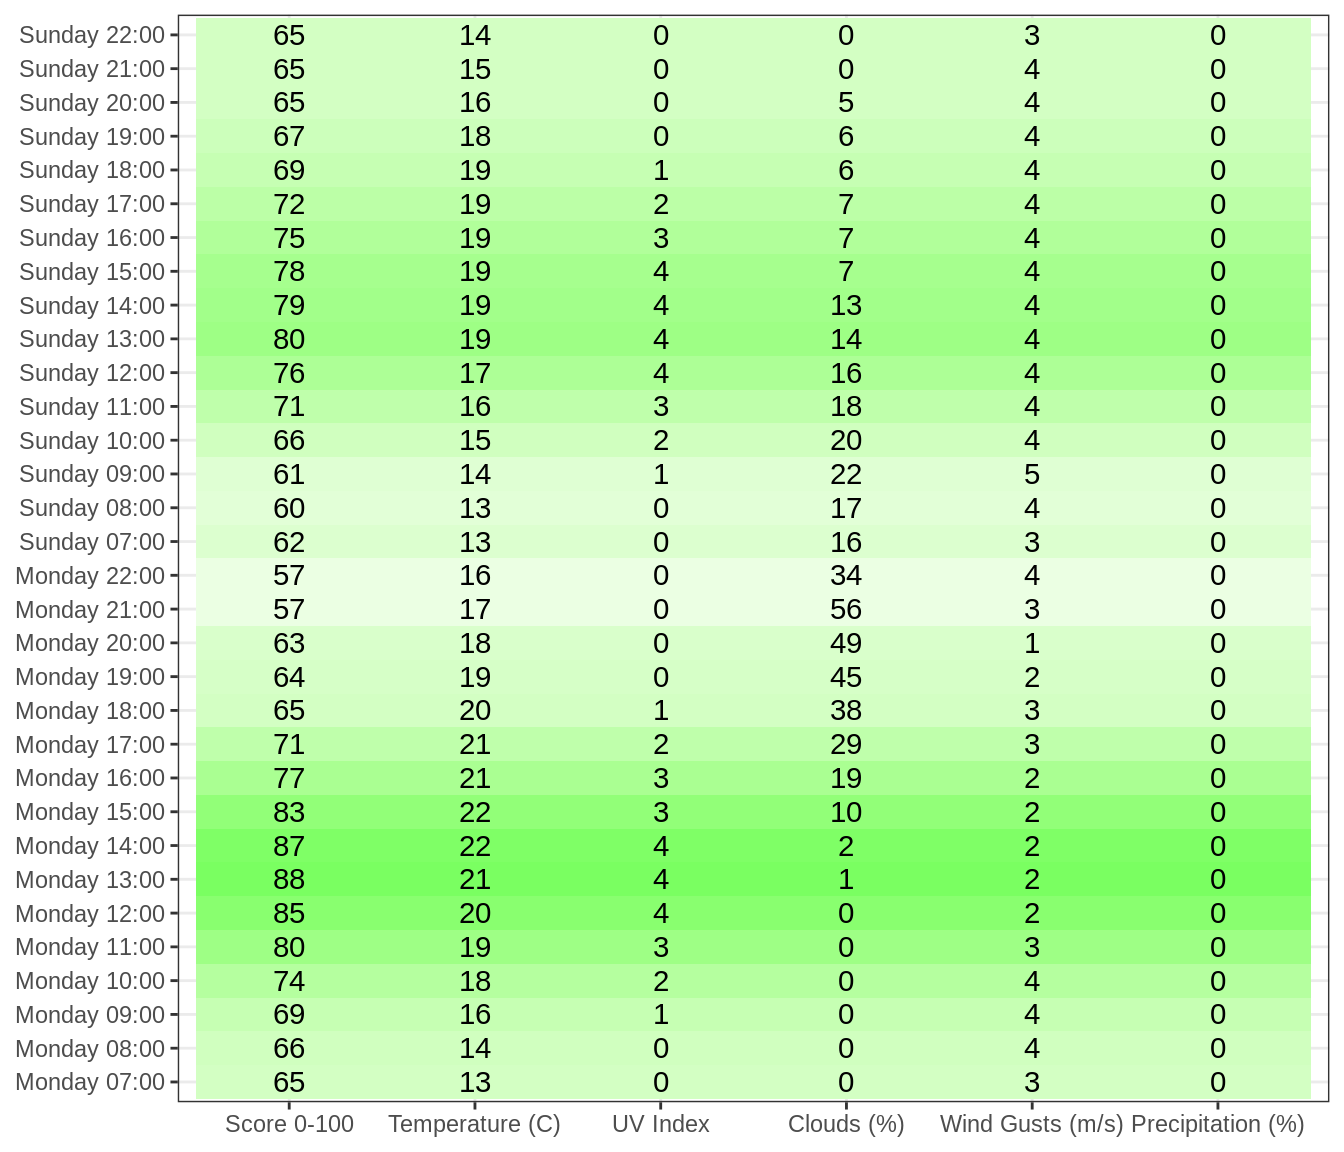 Sunday 22:00 65 14 0 0 3 0
Sunday 21:00 65 15 0 0 4 0
Sunday 20:00 65 16 0 5 4 0
Sunday 19:00 67 18 0 6 4 0
Sunday 18:00 69 19 1 6 4 0
Sunday 17:00 72 19 2 7 4 0
Sunday 16:00 75 19 3 7 4 0
Sunday 15:00 78 19 4 7 4 0
Sunday 14:00 79 19 4 13 4 0
Sunday 13:00 80 19 4 14 4 0
Sunday 12:00 76 17 4 16 4 0
Sunday 11:00 71 16 3 18 4 0
Sunday 10:00 66 15 2 20 4 0
Sunday 09:00 61 14 1 22 5 0
Sunday 08:00 60 13 0 17 4 0
Sunday 07:00 62 13 0 16 3 0
Monday 22:00 57 16 0 34 4 0
Monday 21:00 57 17 0 56 3 0
Monday 20:00 63 18 0 49 1 0
Monday 19:00 64 19 0 45 2 0
Monday 18:00 65 20 1 38 3 0
Monday 17:00 71 21 2 29 3 0
Monday 16:00 77 21 3 19 2 0
Monday 15:00 83 22 3 10 2 0
Monday 14:00 87 22 4 2 2 0
Monday 13:00 88 21 4 1 2 0
Monday 12:00 85 20 4 0 2 0
Monday 11:00 80 19 3 0 3 0
Monday 10:00 74 18 2 0 4 0
Monday 09:00 69 16 1 0 4 0
Monday 08:00 66 14 0 0 4 0
Monday 07:00 65 13 0 0 3 0
Score 0-100 Temperature (C) UV Index Clouds (%) Wind Gusts (m/s) Precipitation (%)